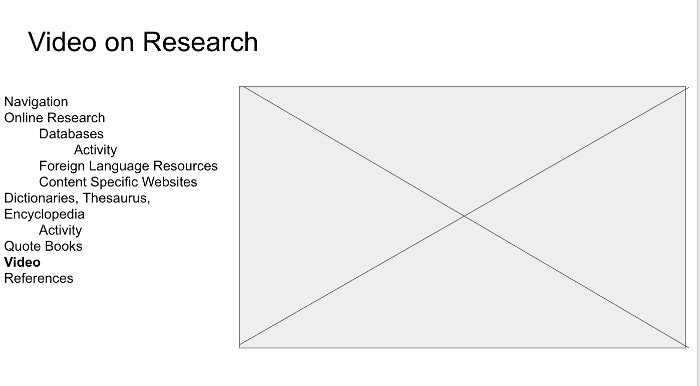 Video on Research
Navigation
Online Research
Databases
Activity
Foreign Language Resources
Content Specific Websites
Dictionaries, Thesaurus,
Encyclopedia
Activity
Quote Books
Video
References